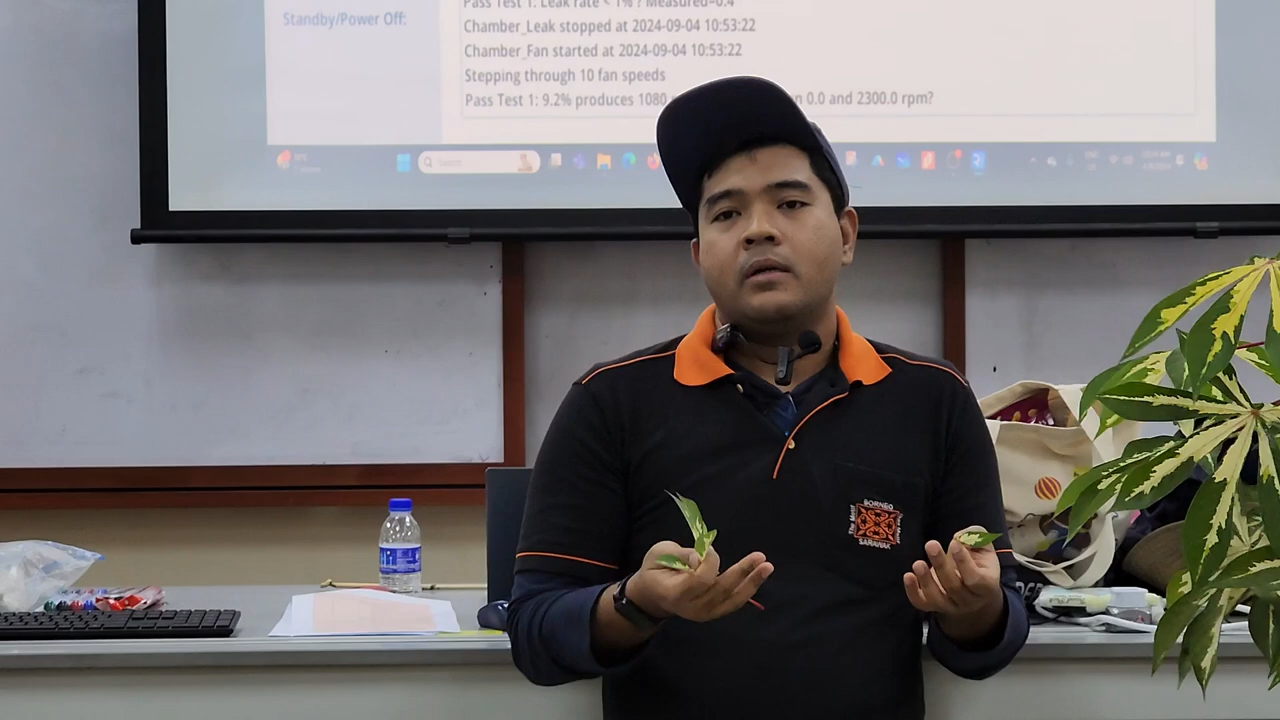 Pass Test 1: Leak rate < 1% ? Measured=0.4
Standby/Power Off:
Chamber_Leak stopped at 2024-09-04 10:53:22
Chamber_Fan started at 2024-09-04 10:53:22
Stepping through 10 fan speeds
Pass Test 1: 9.2% produces 1080 n 0.0 and 2300.0 rpm?
Search
BORNEO
SARAWAK